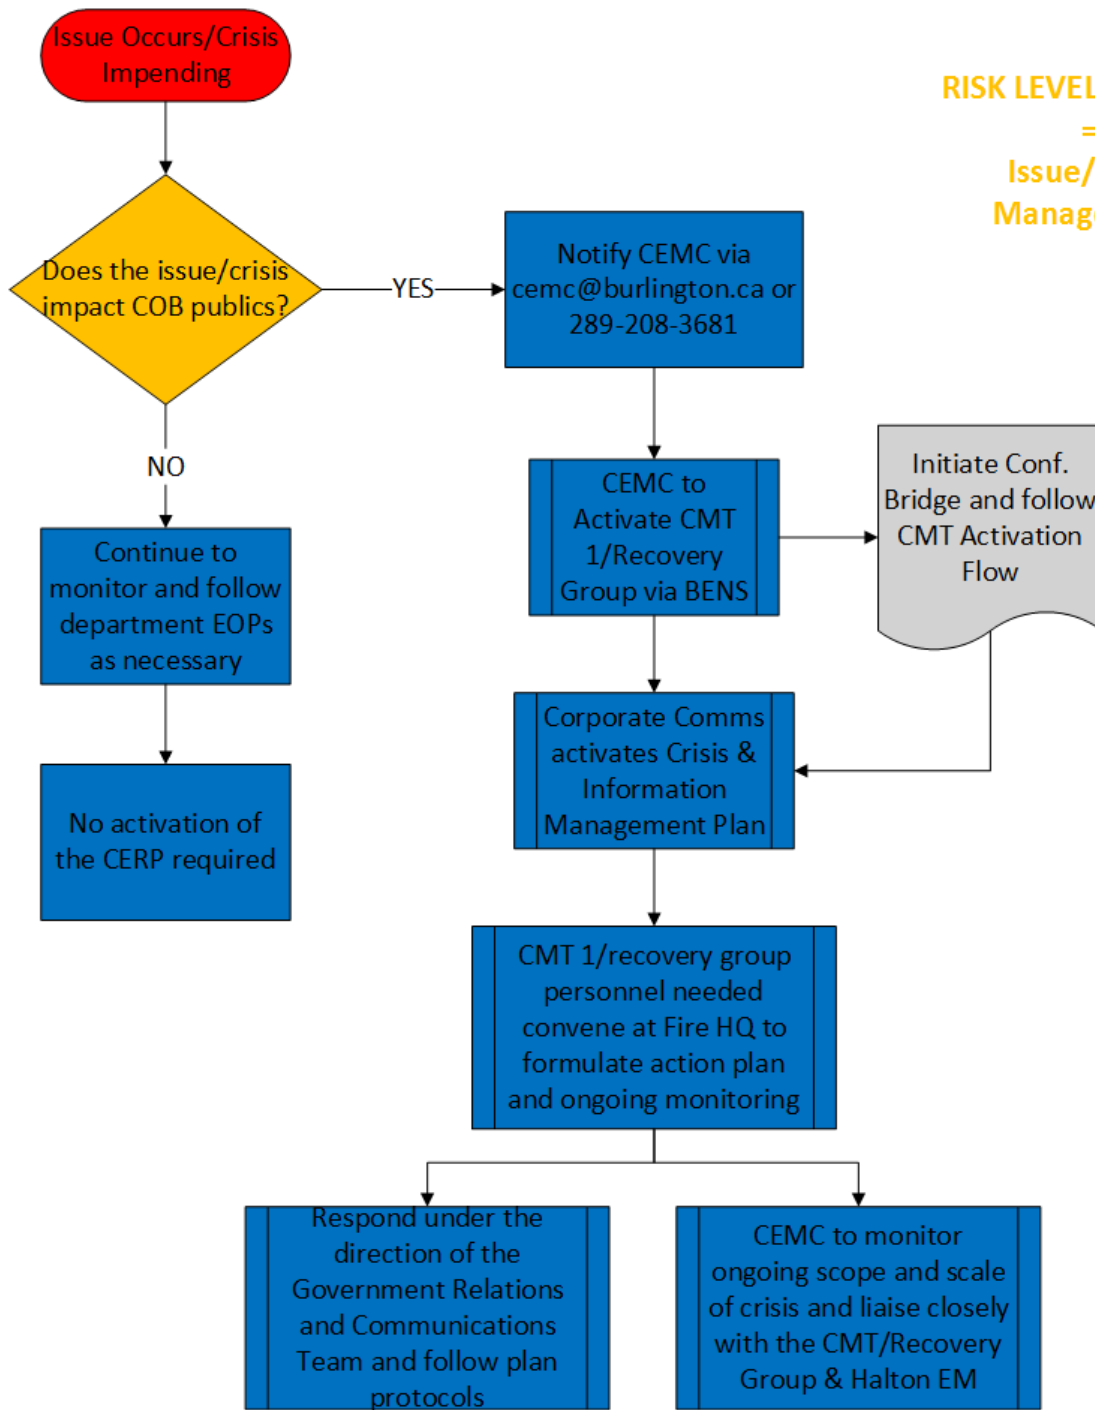 Issue Occurs/Crisis
Impending
RISK LEVEL
=
Issue/
Manage
Does the issue/crisis
impact COB publics?
YES
Notify CEMC via
cemc@burlington.ca or
289-208-3681
NO
CEMC to
Activate CMT
1/Recovery
Group via BENS
Initiate Conf.
Bridge and follow
CMT Activation
Flow
Continue to
monitor and follow
department EOPs
as necessary
Corporate Comms
activates Crisis &
Information
Management Plan
No activation of
the CERP required
CMT 1/recovery group
personnel needed
convene at Fire HQ to
formulate action plan
and ongoing monitoring
Respond under the
direction of the
Government Relations
and Communications
Team and follow plan
protocols
CEMC to monitor
ongoing scope and scale
of crisis and liaise closely
with the CMT/Recovery
Group & Halton EM